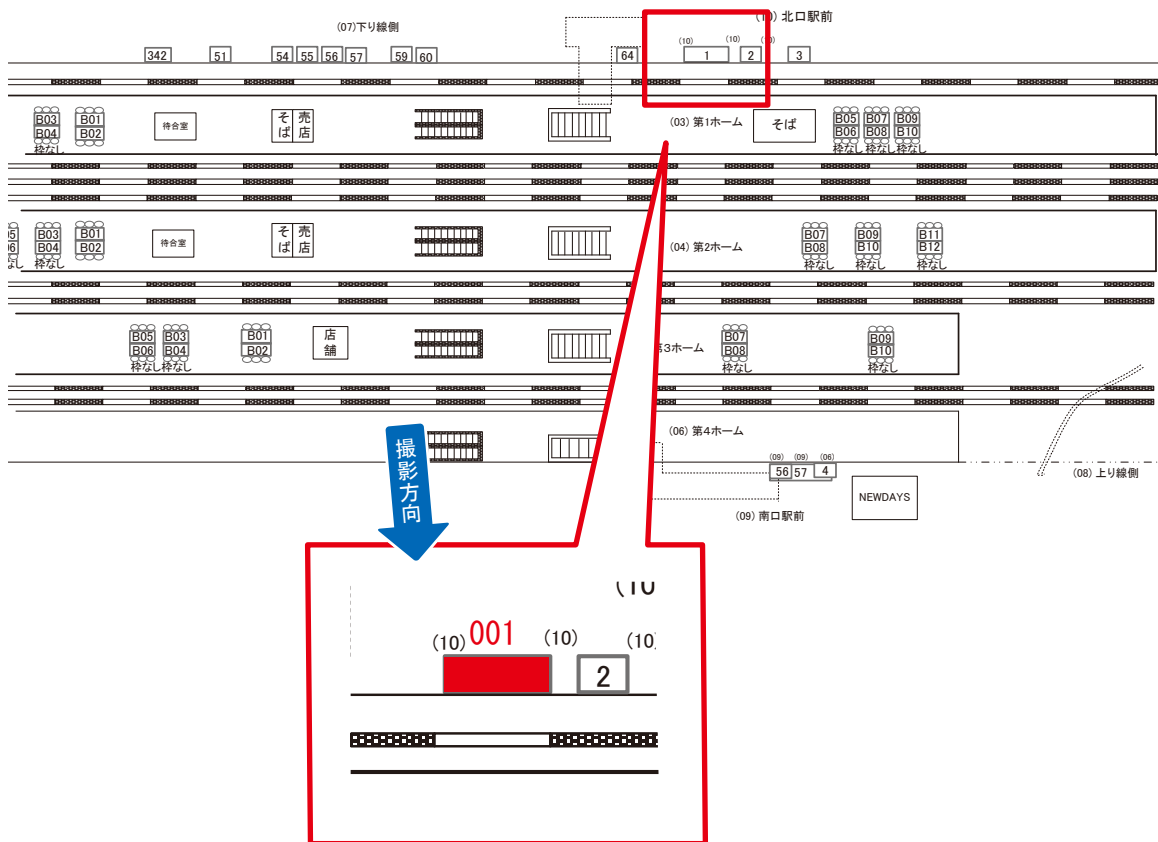 (07)下り線側
(10) 北口駅前
342
51
54
55
56
57
59
60
64
(10)
1
(10)
2
(10)
3
B03
B04
枠なし
B01
B02
待合室
そば
売店
(03) 第1ホーム
そば
B05
B06
枠なし
B07
B08
枠なし
B09
B10
枠なし
B03
B04
枠なし
B01
B02
待合室
そば
売店
(04) 第2ホーム
B07
B08
枠なし
B09
B10
枠なし
B11
B12
枠なし
B05
B06
枠なし
B03
B04
枠なし
B01
B02
店舗
第3ホーム
B07
B08
枠なし
B09
B10
枠なし
撮影方向
(06) 第4ホーム
(09)
56
(09)
57
(06)
4
NEWDAYS
(08) 上り線側
(09) 南口駅前
(10
(10)
001
(10)
2
(10)